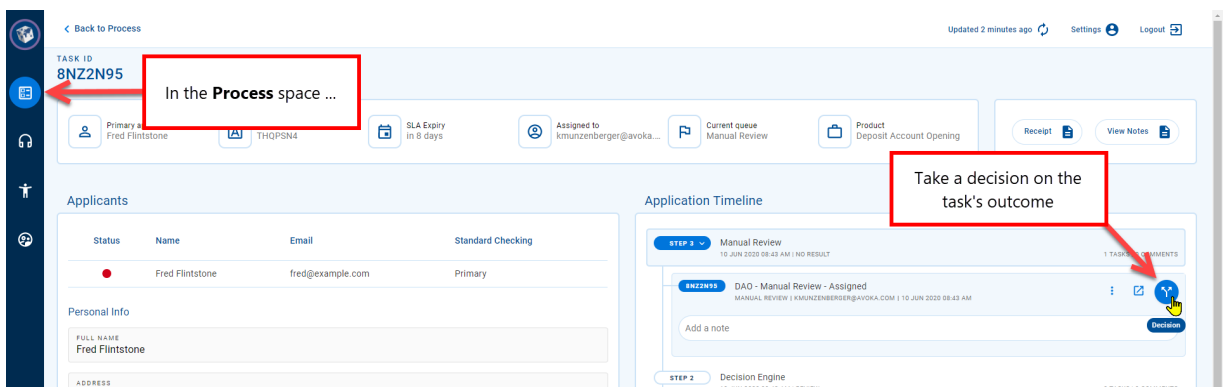 Back to Process
Updated 2 minutes ago
Settings
Logout
TASK ID
8NZ2N95
In the Process space ...
Primary a
Fred Flintstone
THQPSN4
SLA Expiry
in 8 days
Assigned to
kmunzenberger@avoka....
Current queue
Manual Review
Product
Deposit Account Opening
Receipt
View Notes
Take a decision on the
task's outcome
Applicants
Status Name Email Standard Checking
Fred Flintstone fred@example.com Primary
Personal Info
FULL NAME
Fred Flintstone
ADDRESS
Application Timeline
STEP 3 Manual Review
10 JUN 2020 08:43 AM | NO RESULT
1 TASKS COMMENTS
8NZ2N95 DAO - Manual Review - Assigned
MANUAL REVIEW | KMUNZENBERGER@AVOKA.COM | 10 JUN 2020 08:43 AM
Add a note
Decision
STEP 2 Decision Engine